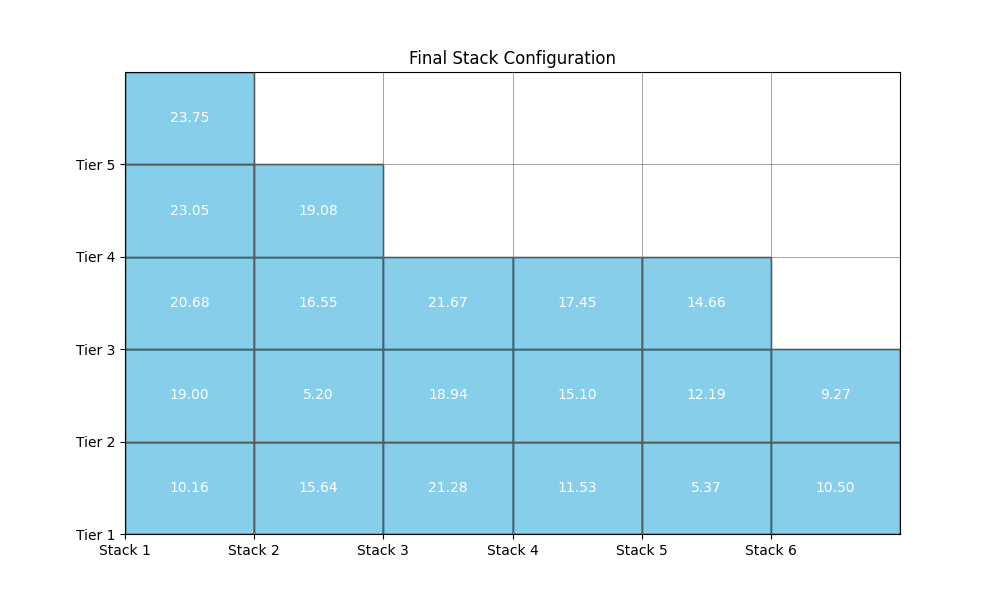 Final Stack Configuration
23.75
Tier 5
23.05 19.08
Tier 4
20.68 16.55 21.67 17.45 14.66
Tier 3
19.00 5.20 18.94 15.10 12.19 9.27
Tier 2
10.16 15.64 21.28 11.53 5.37 10.50
Tier 1
Stack 1 Stack 2 Stack 3 Stack 4 Stack 5 Stack 6